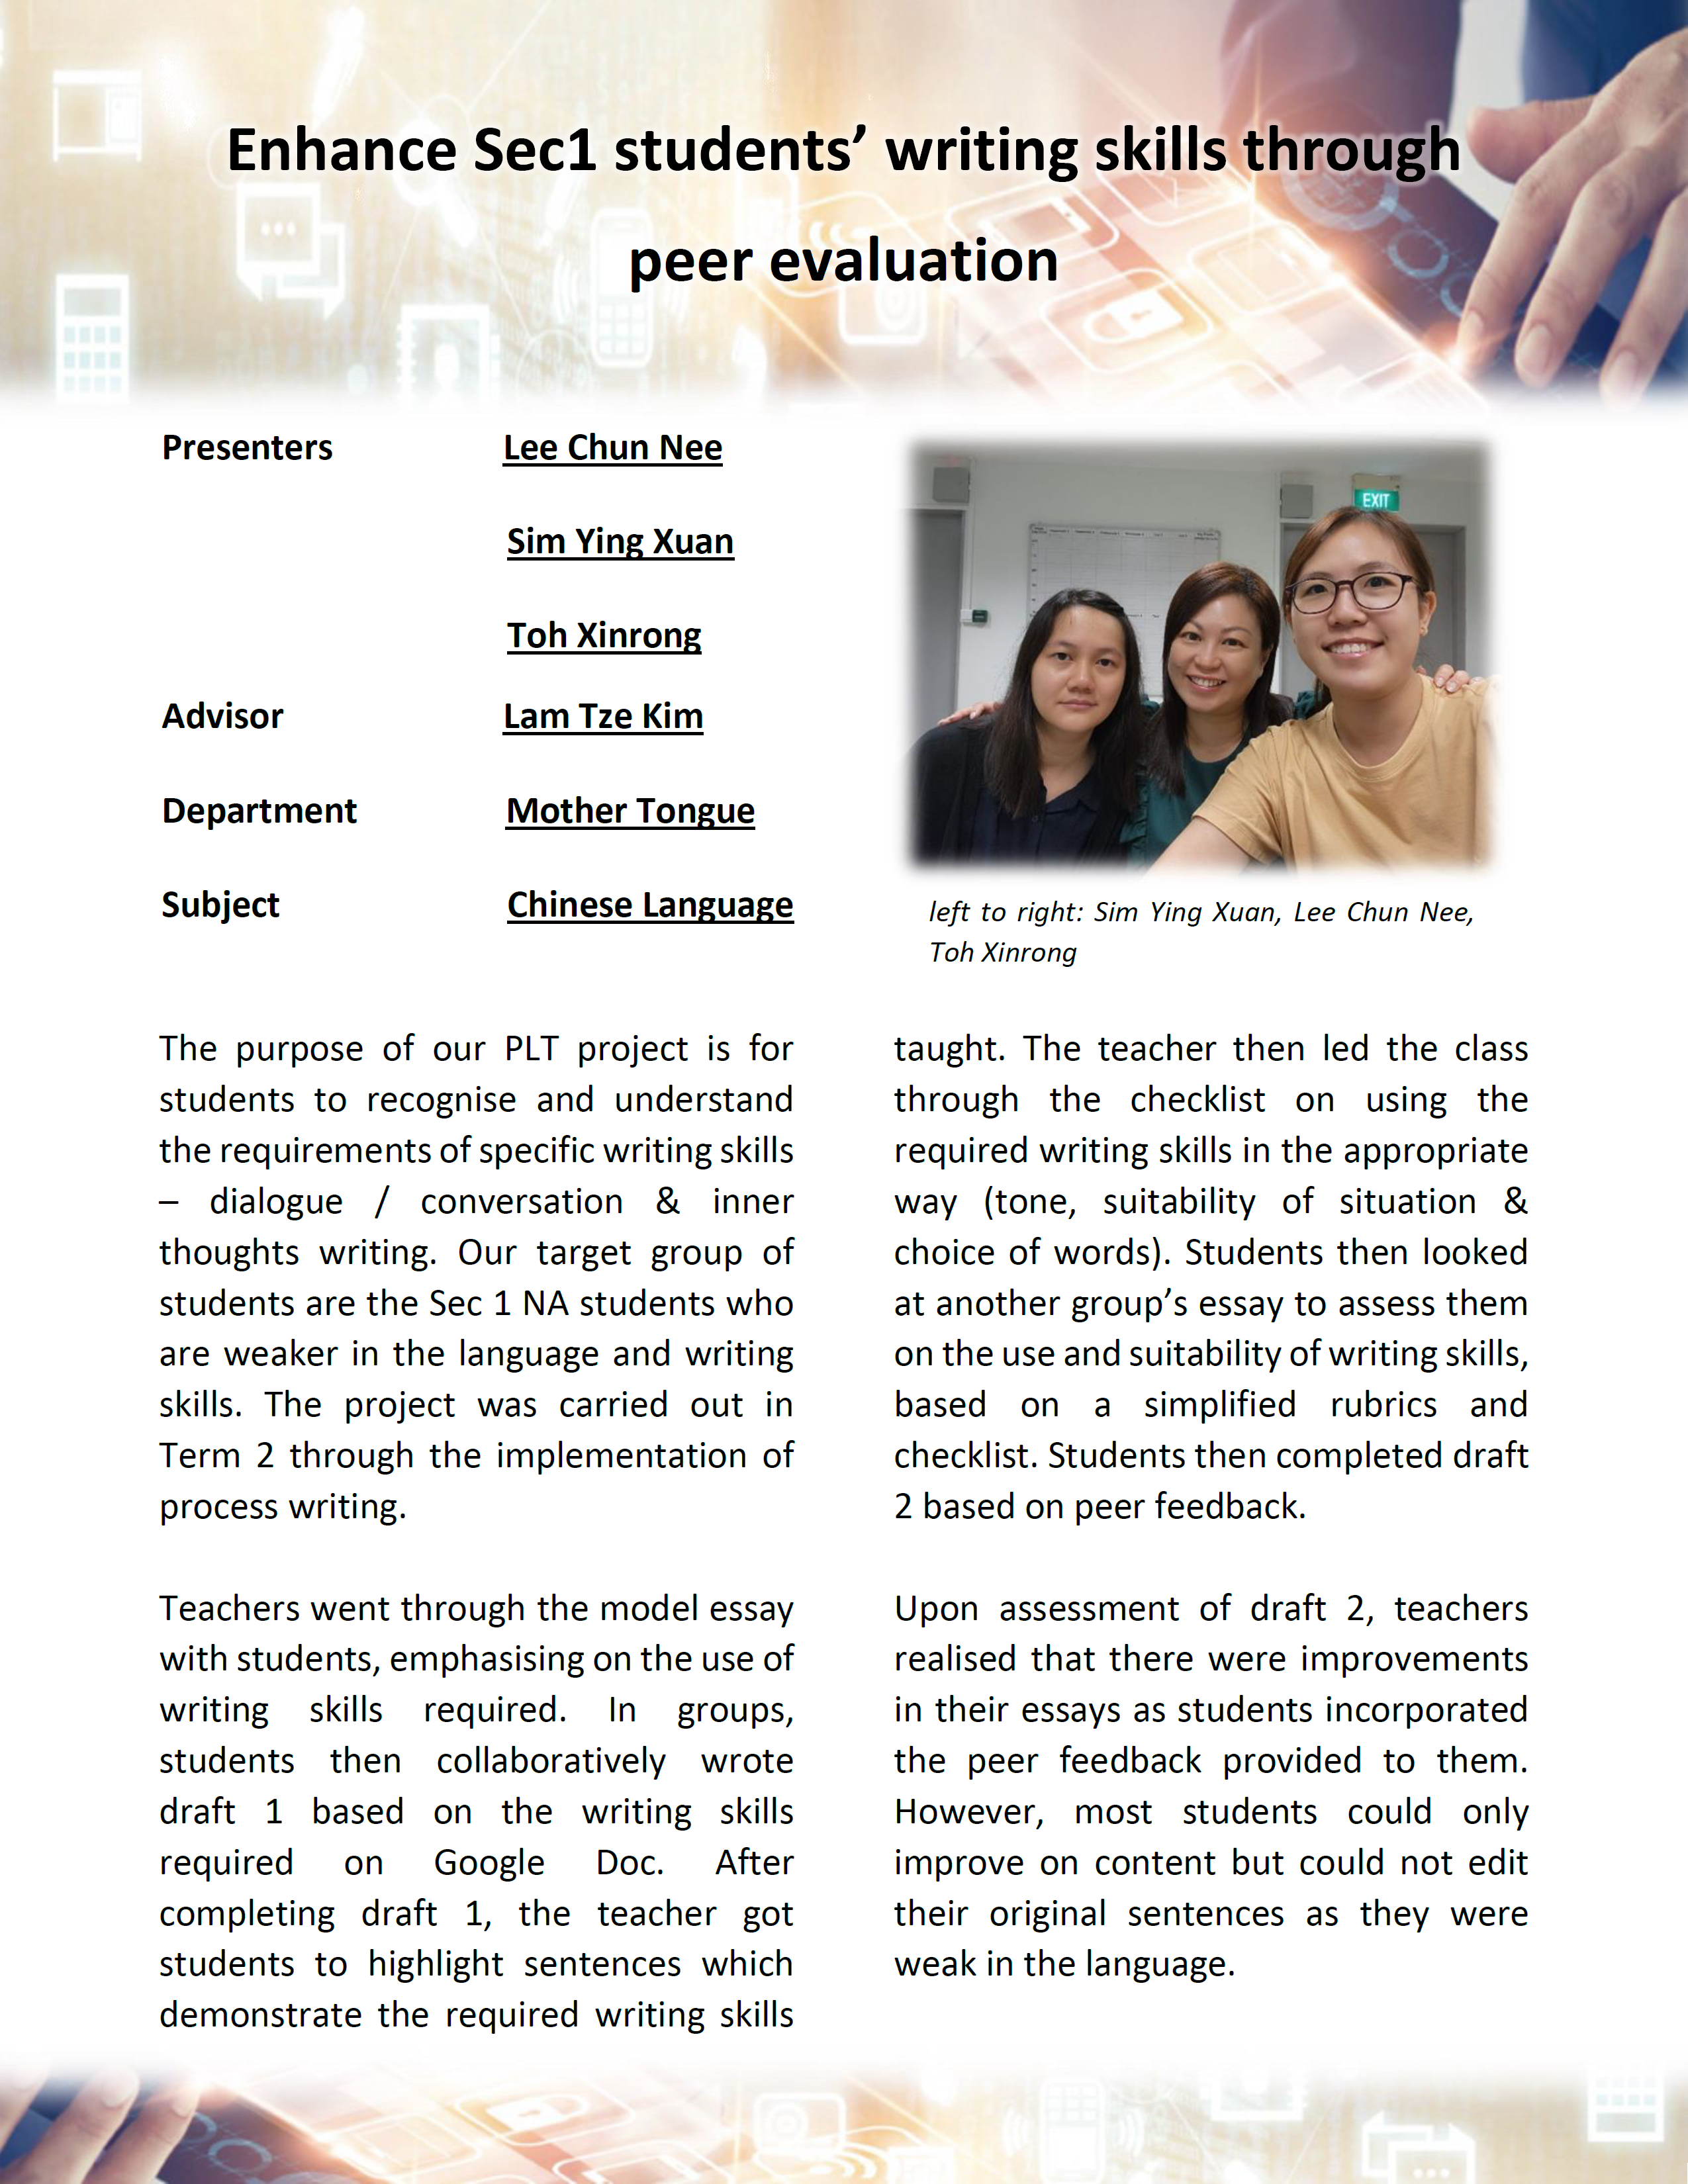 Enhance Sec1 students’ writing skills through
peer evaluation
Presenters Lee Chun Nee
Sim Ying Xuan
Toh Xinrong
Advisor Lam Tze Kim
Department Mother Tongue
Subject Chinese Language
EXIT
left to right: Sim Ying Xuan, Lee Chun Nee,
Toh Xinrong
The purpose of our PLT project is for
students to recognise and understand
the requirements of specific writing skills
– dialogue / conversation & inner
thoughts writing. Our target group of
students are the Sec 1 NA students who
are weaker in the language and writing
skills. The project was carried out in
Term 2 through the implementation of
process writing.
Teachers went through the model essay
with students, emphasising on the use of
writing skills required. In groups,
students then collaboratively wrote
draft 1 based on the writing skills
required on Google Doc. After
completing draft 1, the teacher got
students to highlight sentences which
demonstrate the required writing skills
taught. The teacher then led the class
through the checklist on using the
required writing skills in the appropriate
way (tone, suitability of situation &
choice of words). Students then looked
at another group’s essay to assess them
on the use and suitability of writing skills,
based on a simplified rubrics and
checklist. Students then completed draft
2 based on peer feedback.
Upon assessment of draft 2, teachers
realised that there were improvements
in their essays as students incorporated
the peer feedback provided to them.
However, most students could only
improve on content but could not edit
their original sentences as they were
weak in the language.